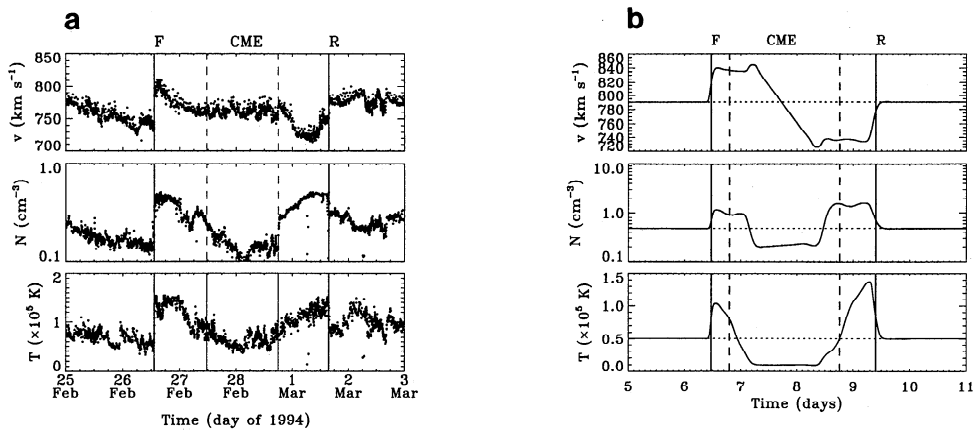 a
F CME R
850
800
750
700
v (km s⁻¹)
1.0
0.1
N (cm⁻³)
2
1
0
T (×10⁵ K)
25 26 27 28 1 2 3
Feb Feb Feb Feb Mar Mar Mar
Time (day of 1994)
b
F CME R
860
840
820
800
780
760
740
720
v (km s⁻¹)
10.0
1.0
0.1
N (cm⁻³)
1.5
1.0
0.5
0.0
T (×10⁵ K)
5 6 7 8 9 10 11
Time (days)